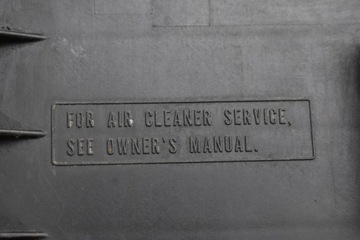 FOR AIR CLEANER SERVICE,
SEE OWNER'S MANUAL.